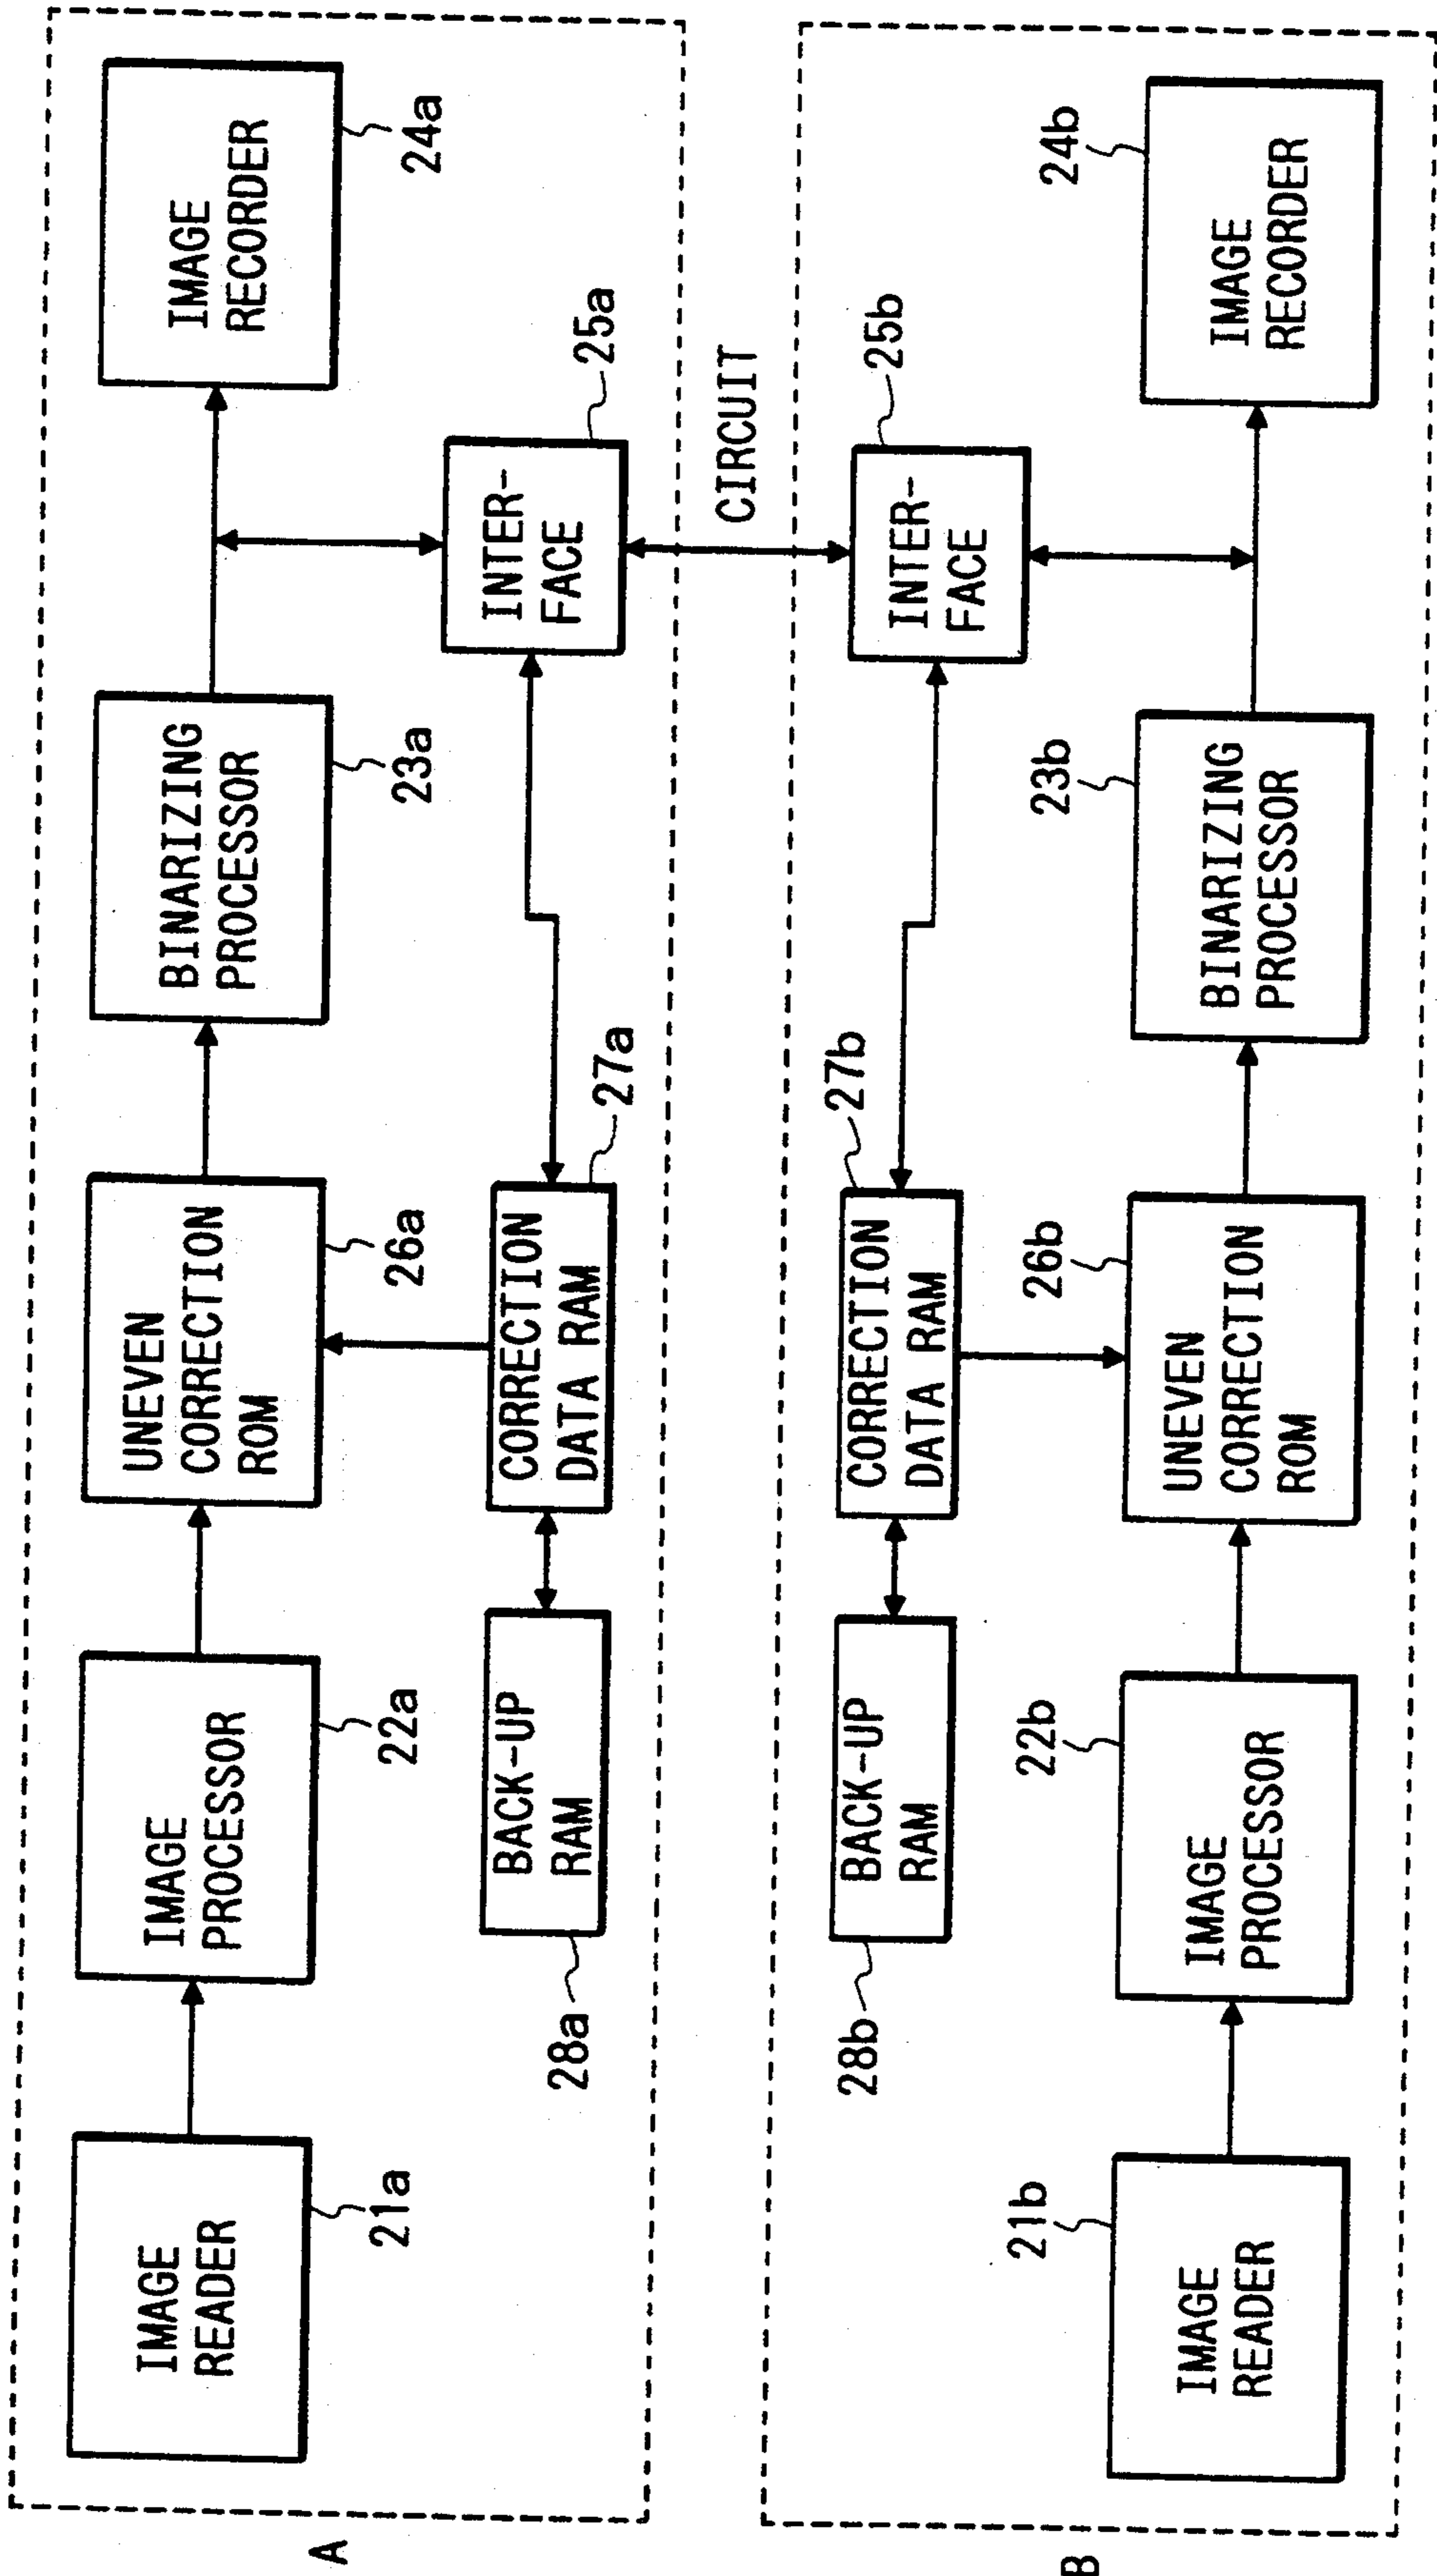 A
IMAGE
READER
21a
IMAGE
PROCESSOR
22a
UNEVEN
CORRECTION
ROM
26a
BINARIZING
PROCESSOR
23a
IMAGE
RECORDER
24a
BACK-UP
RAM
28a
CORRECTION
DATA RAM
27a
INTER-
FACE
25a
CIRCUIT
B
BACK-UP
RAM
28b
CORRECTION
DATA RAM
27b
INTER-
FACE
25b
IMAGE
READER
21b
IMAGE
PROCESSOR
22b
UNEVEN
CORRECTION
ROM
26b
BINARIZING
PROCESSOR
23b
IMAGE
RECORDER
24b